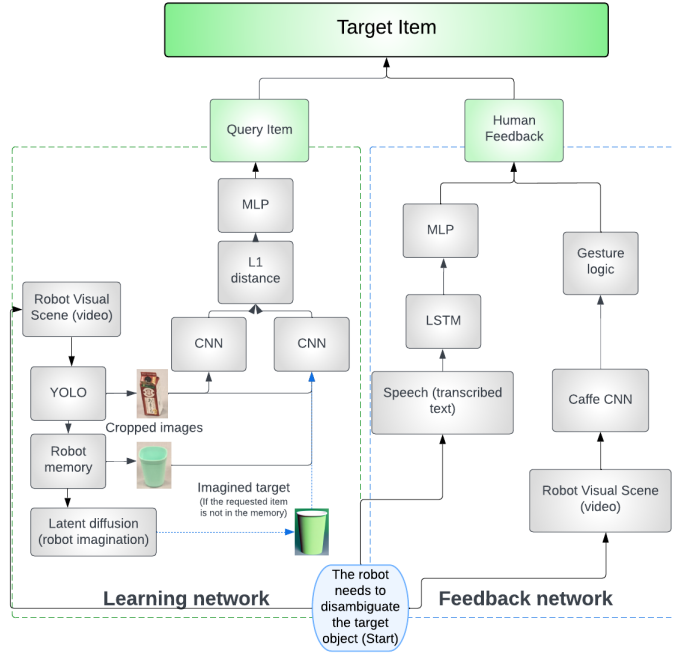 Target Item
Query Item
Human
Feedback
MLP
MLP
L1
distance
Gesture
logic
Robot Visual
Scene (video)
LSTM
CNN
CNN
YOLO
Speech (transcribed
text)
Caffe CNN
Cropped images
Robot
memory
Imagined target
(If the requested item
is not in the memory)
Robot Visual Scene
(video)
Latent diffusion
(robot imagination)
The robot
needs to
disambiguate
the target
object (Start)
Learning network
Feedback network